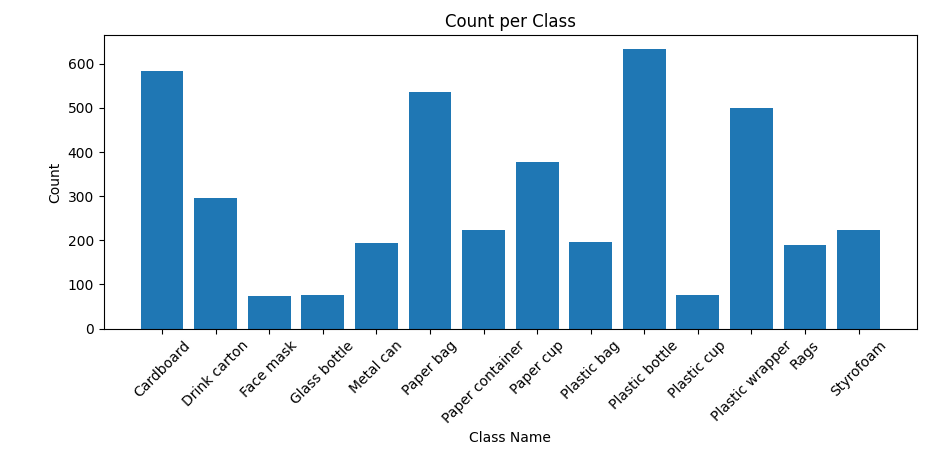 Count per Class
Count
600
500
400
300
200
100
0
Cardboard
Drink carton
Face mask
Glass bottle
Metal can
Paper bag
Paper container
Paper cup
Plastic bag
Plastic bottle
Plastic cup
Plastic wrapper
Rags
Styrofoam
Class Name